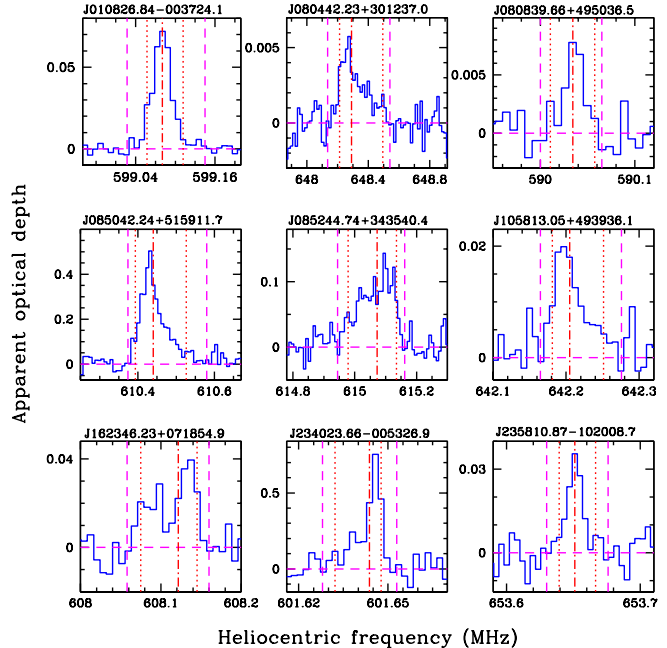 J010826.84−003724.1 J080442.23+301237.0 J080839.66+495036.5
0.05 0.005 0.005
0 0 0
599.04 599.16 648 648.4 648.8 590 590.1
J085042.24+515911.7 J085244.74+343540.4 J105813.05+493936.1
0.4 0.1 0.02
0.2
0 0 0
610.4 610.6 614.8 615 615.2 642.1 642.2 642.3
J162346.23+071854.9 J234023.66−005326.9 J235810.87−102008.7
0.04 0.5 0.03
0 0 0
608 608.1 608.2 601.62 601.65 653.6 653.7
Apparent optical depth
Heliocentric frequency (MHz)